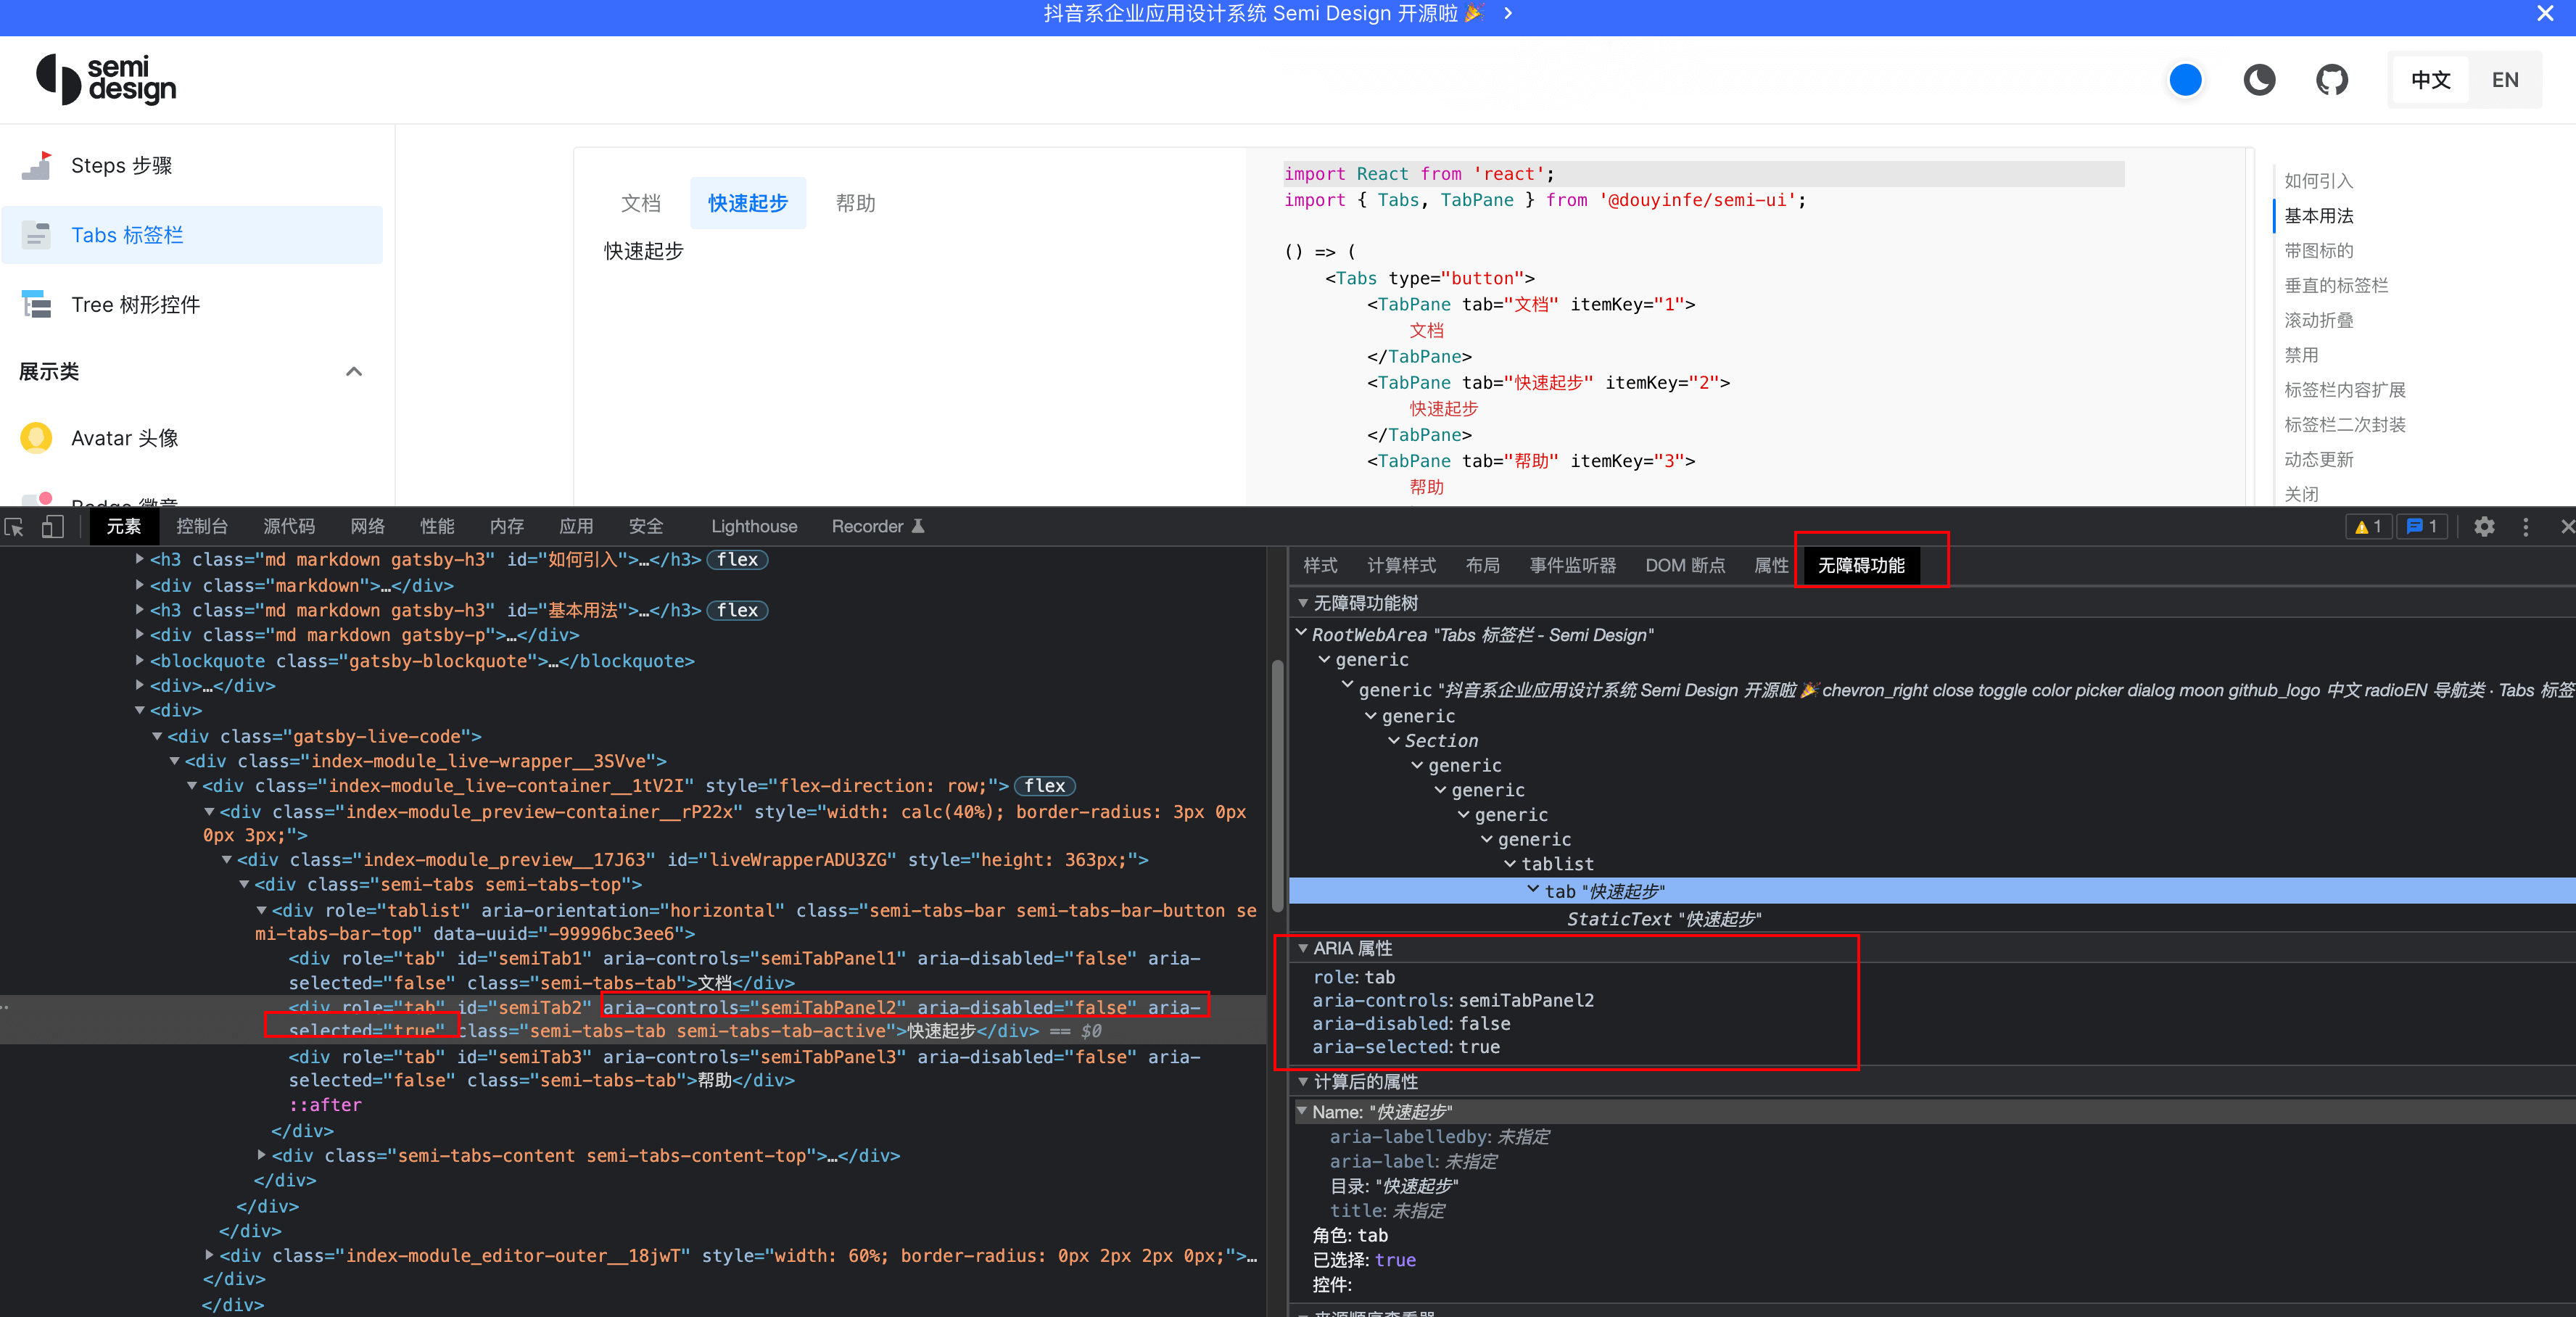 抖音系企业应用设计系统 Semi Design 开源啦 🎉
semi
design
中文 EN
Steps 步骤
Tabs 标签栏
Tree 树形控件
展示类
Avatar 头像
Badge 徽章
文档 快速起步 帮助
快速起步
import React from 'react';
import { Tabs, TabPane } from '@douyinfe/semi-ui';
() => (
<Tabs type="button">
<TabPane tab="文档" itemKey="1">
文档
</TabPane>
<TabPane tab="快速起步" itemKey="2">
快速起步
</TabPane>
<TabPane tab="帮助" itemKey="3">
帮助
如何引入
基本用法
带图标的
垂直的标签栏
滚动折叠
禁用
标签栏内容扩展
标签栏二次封装
动态更新
关闭
元素 控制台 源代码 网络 性能 内存 应用 安全 Lighthouse Recorder 1 1
<h3 class="md markdown gatsby-h3" id="如何引入">…</h3> flex
<div class="markdown">…</div>
<h3 class="md markdown gatsby-h3" id="基本用法">…</h3> flex
<div class="md markdown gatsby-p">…</div>
<blockquote class="gatsby-blockquote">…</blockquote>
<div>…</div>
<div>
<div class="gatsby-live-code">
<div class="index-module_live-wrapper__3SVve">
<div class="index-module_live-container__1tV2I" style="flex-direction: row;"> flex
<div class="index-module_preview-container__rP22x" style="width: calc(40%); border-radius: 3px 0px
0px 3px;">
<div class="index-module_preview__17J63" id="liveWrapperADU3ZG" style="height: 363px;">
<div class="semi-tabs semi-tabs-top">
<div role="tablist" aria-orientation="horizontal" class="semi-tabs-bar semi-tabs-bar-button se
mi-tabs-bar-top" data-uuid="-99996bc3ee6">
<div role="tab" id="semiTab1" aria-controls="semiTabPanel1" aria-disabled="false" aria-
selected="false" class="semi-tabs-tab">文档</div>
<div role="tab" id="semiTab2" aria-controls="semiTabPanel2" aria-disabled="false" aria-
selected="true" class="semi-tabs-tab semi-tabs-tab-active">快速起步</div> == $0
<div role="tab" id="semiTab3" aria-controls="semiTabPanel3" aria-disabled="false" aria-
selected="false" class="semi-tabs-tab">帮助</div>
::after
</div>
<div class="semi-tabs-content semi-tabs-content-top">…</div>
</div>
</div>
</div>
<div class="index-module_editor-outer__18jwT" style="width: 60%; border-radius: 0px 2px 2px 0px;">…
</div>
</div>
样式 计算样式 布局 事件监听器 DOM 断点 属性 无障碍功能
无障碍功能树
RootWebArea "Tabs 标签栏 - Semi Design"
generic
generic "抖音系企业应用设计系统 Semi Design 开源啦 🎉 chevron_right close toggle color picker dialog moon github_logo 中文 radioEN 导航类 · Tabs 标签
generic
Section
generic
generic
generic
generic
tablist
tab "快速起步"
StaticText "快速起步"
ARIA 属性
role: tab
aria-controls: semiTabPanel2
aria-disabled: false
aria-selected: true
计算后的属性
Name: "快速起步"
aria-labelledby: 未指定
aria-label: 未指定
目录: "快速起步"
title: 未指定
角色: tab
已选择: true
控件:
来源顺序查看器